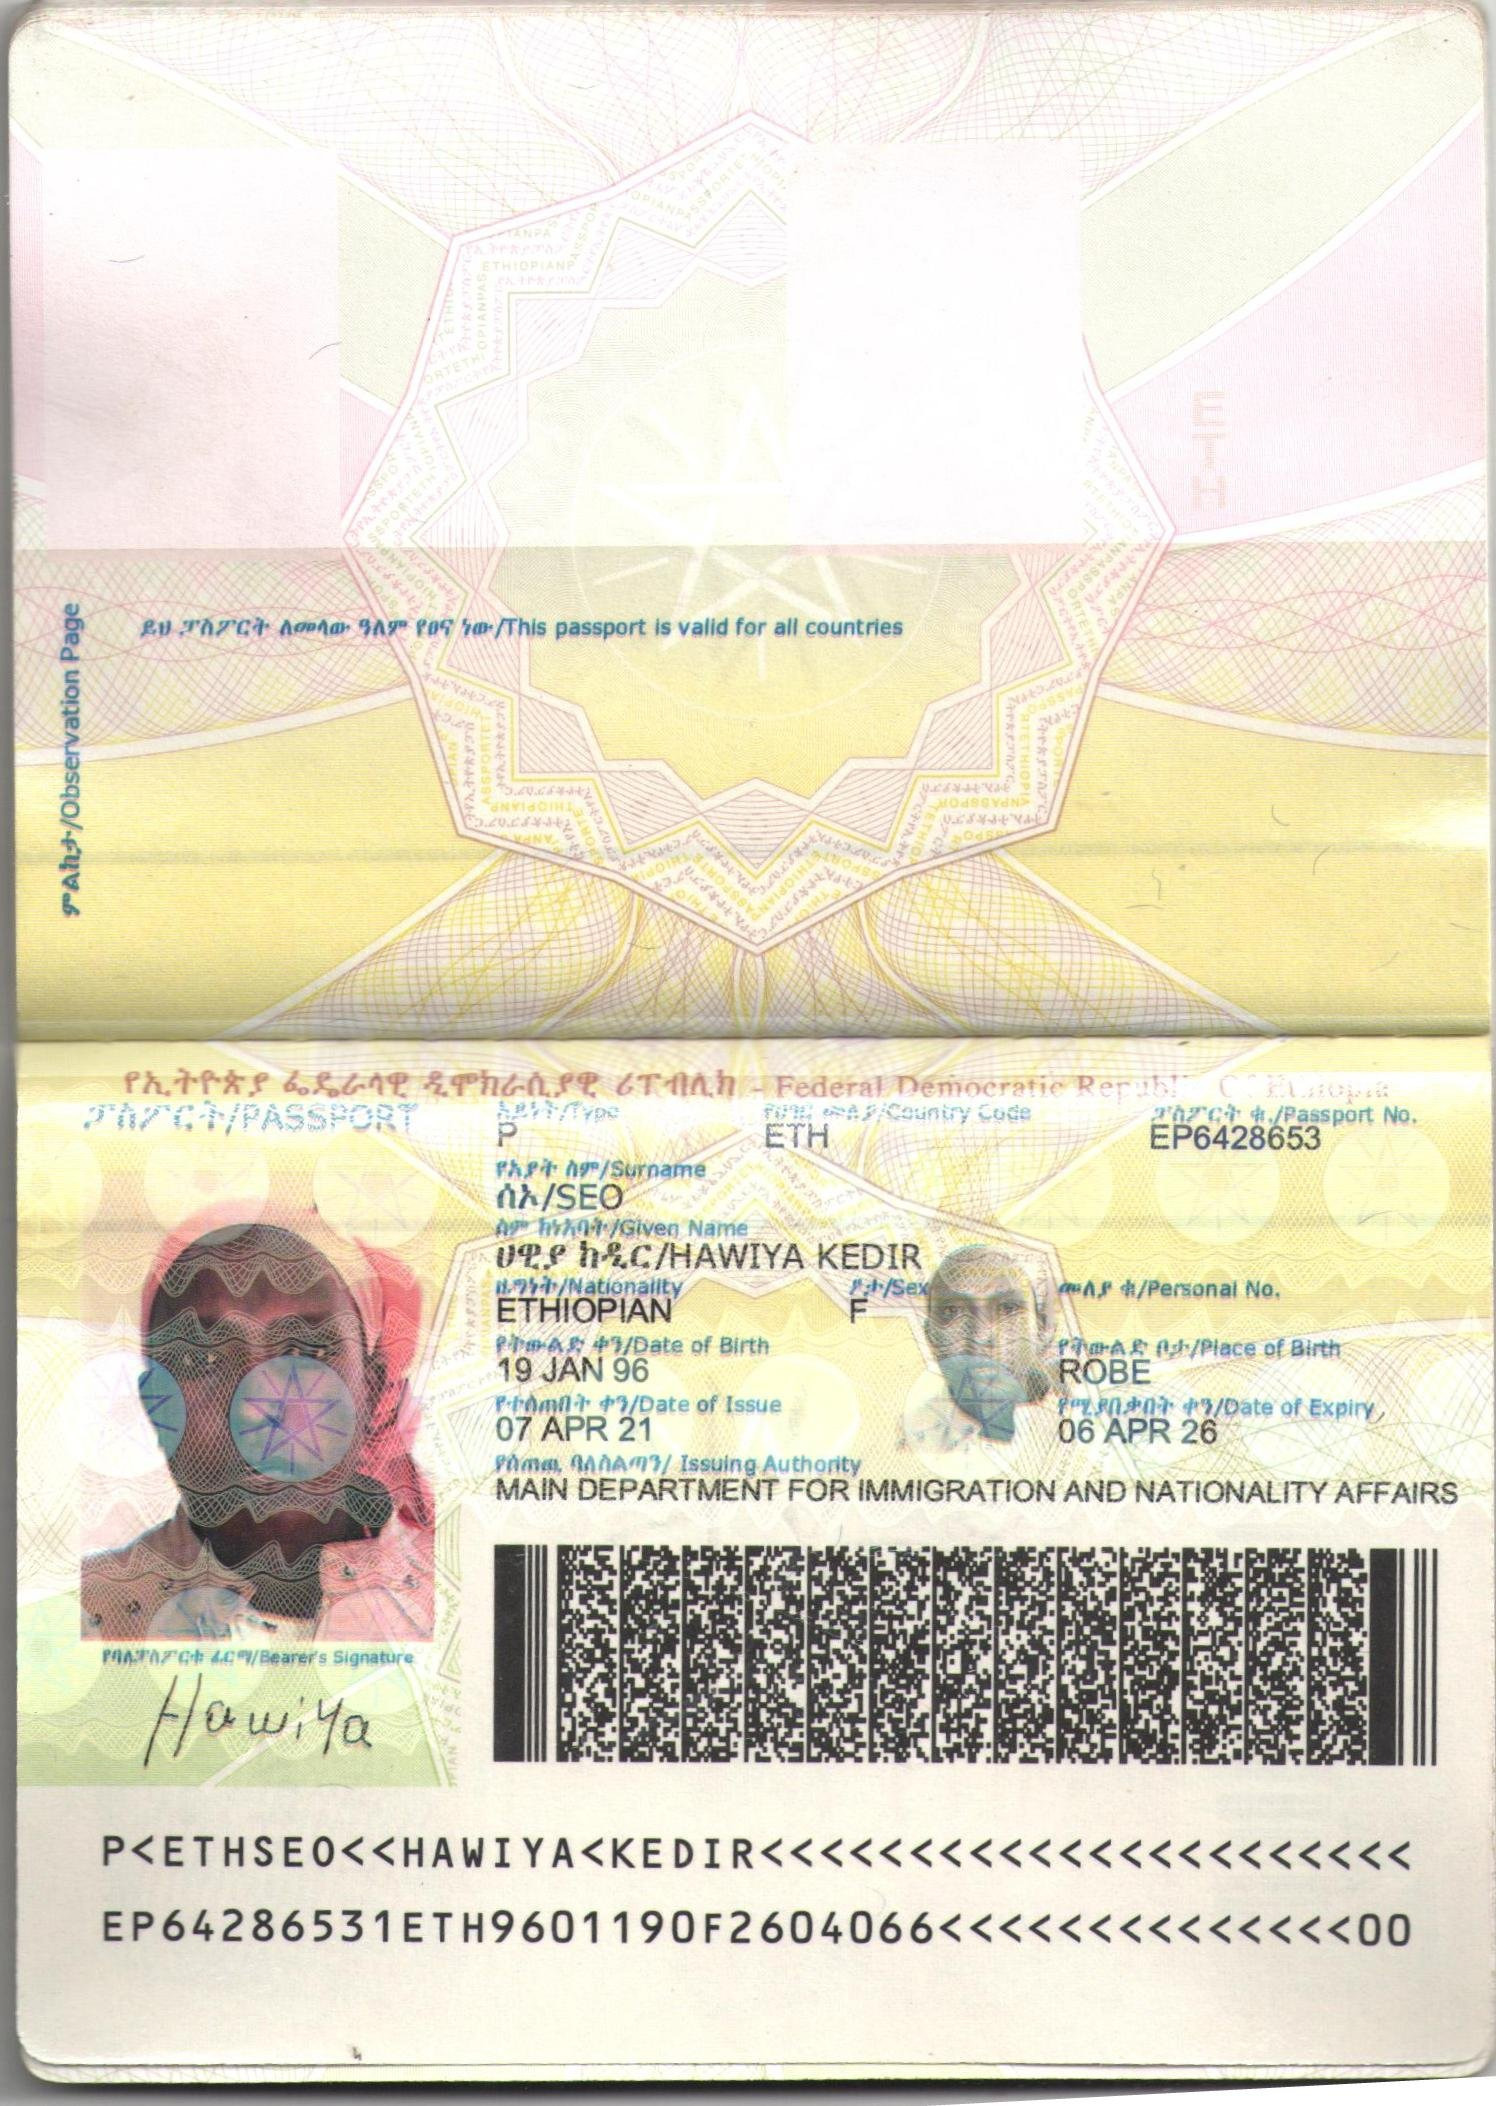 ይህ ፓስፖርት ለመላው ዓለም የፀና ነው/This passport is valid for all countries
ምልከታ/Observation Page
የኢትዮጵያ ፌዴራላዊ ዲሞክራሲያዊ ሪፐብሊክ - Federal Democratic Republic Of Ethiopia
ፓስፖርት/PASSPORT
ዓይነት/Type
P
የሀገር መለያ/Country Code
ETH
ፓስፖርት ቁ./Passport No.
EP6428653
የአያት ስም/Surname
ሰኦ/SEO
ስም ከነአባት/Given Name
ሀዊያ ከዲር/HAWIYA KEDIR
ዜግነት/Nationality
ETHIOPIAN
ፆታ/Sex
F
መለያ ቁ/Personal No.
የትውልድ ቀን/Date of Birth
19 JAN 96
የትውልድ ቦታ/Place of Birth
ROBE
የተሰጠበት ቀን/Date of Issue
07 APR 21
የሚያበቃበት ቀን/Date of Expiry
06 APR 26
የሰጠዉ ባለስልጣን/ Issuing Authority
MAIN DEPARTMENT FOR IMMIGRATION AND NATIONALITY AFFAIRS
የባለፓስፖርቱ ፊርማ/Bearer's Signature
Hawiya
P<ETHSEO<<HAWIYA<KEDIR<<<<<<<<<<<<<<<<<<<<<<
EP64286531ETH9601190F2604066<<<<<<<<<<<<<<00